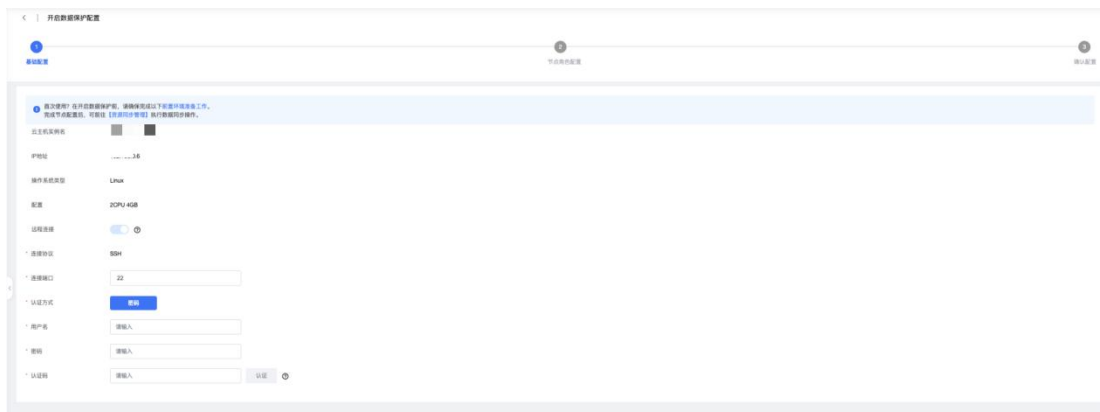 开启数据保护配置
1
2
3
基础配置
节点角色配置
确认配置
首次使用？在开启数据保护前，请确保完成以下前置环境准备工作。
完成节点配置后，可前往【资源同步管理】执行数据同步操作。
云主机实例名
IP地址
操作系统类型 Linux
配置 2CPU 4GB
远程连接
* 连接协议 SSH
* 连接端口 22
* 认证方式 密码
* 用户名 请输入
* 密码 请输入
* 认证码 请输入 认证